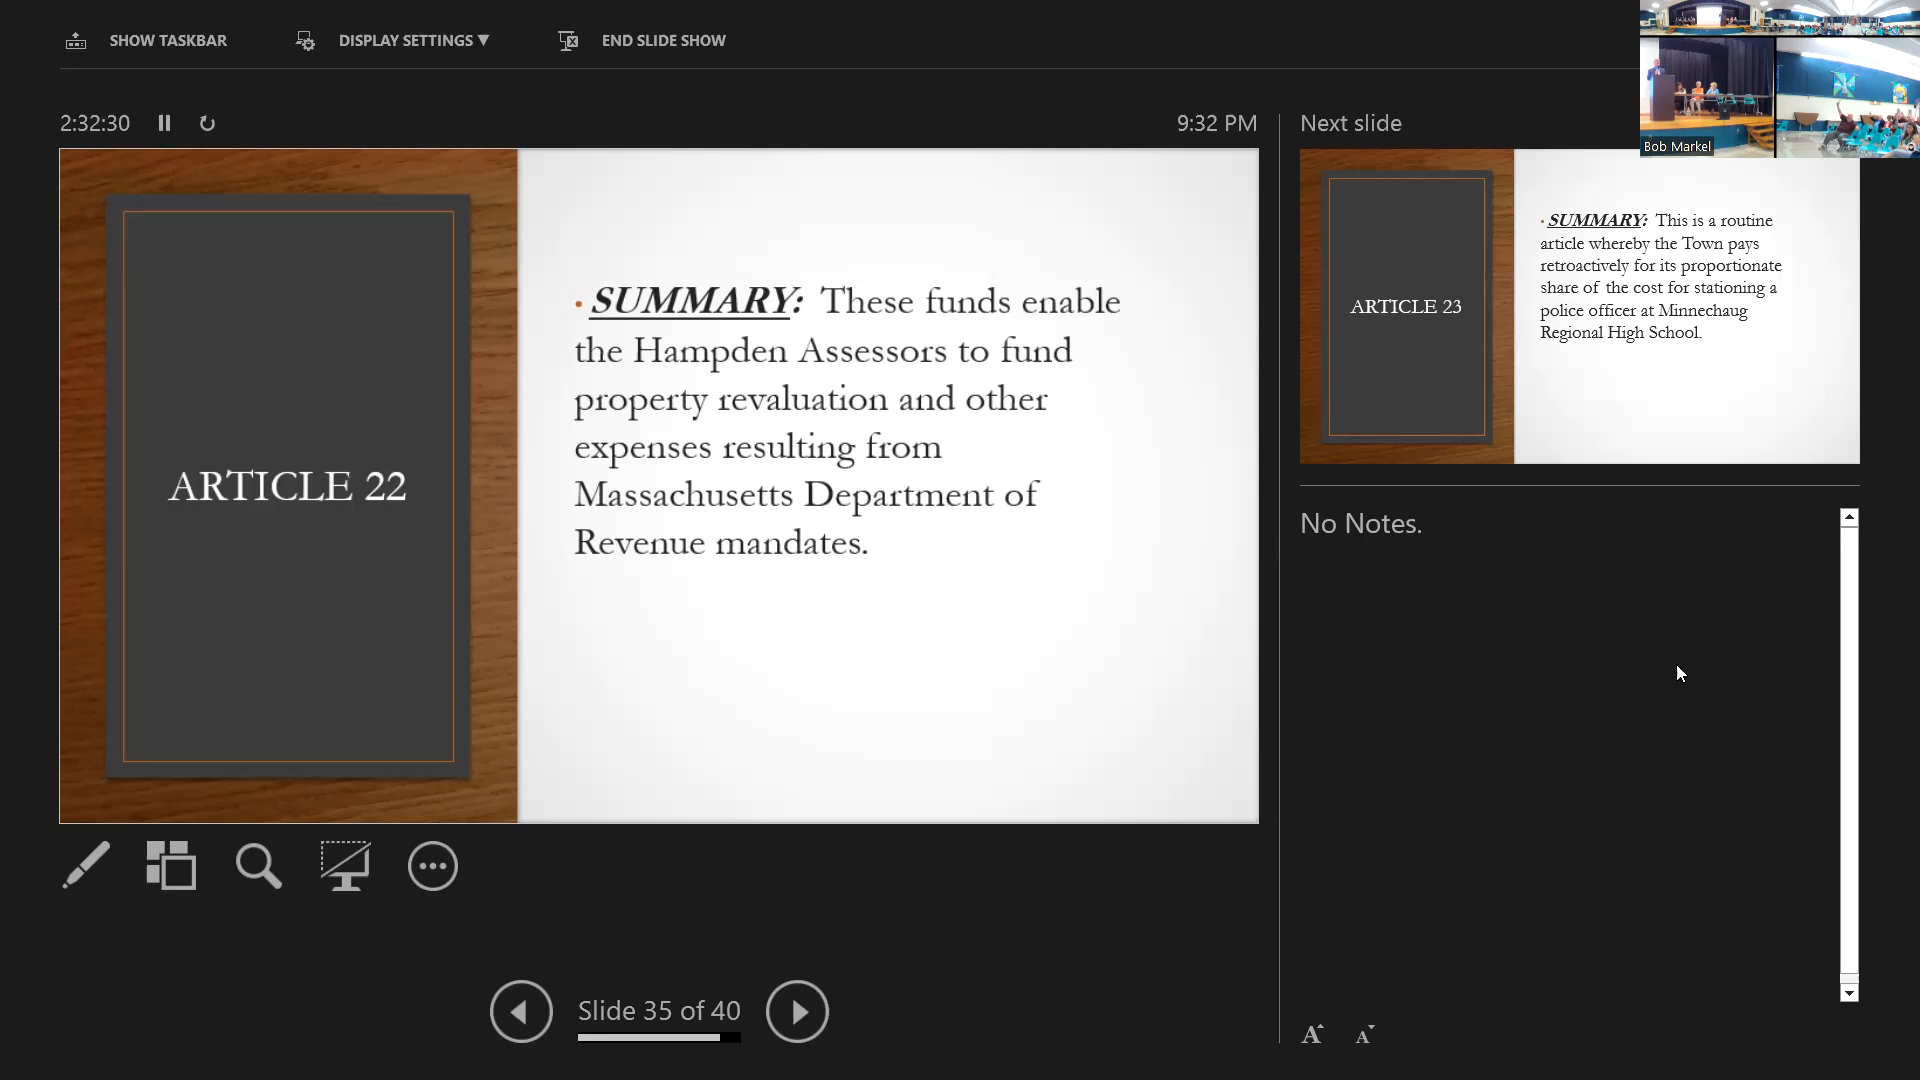 SHOW TASKBAR
DISPLAY SETTINGS ▼
END SLIDE SHOW
2:32:30
9:32 PM
Next slide
Bob Markel
ARTICLE 22
• SUMMARY: These funds enable
the Hampden Assessors to fund
property revaluation and other
expenses resulting from
Massachusetts Department of
Revenue mandates.
ARTICLE 23
• SUMMARY: This is a routine
article whereby the Town pays
retroactively for its proportionate
share of the cost for stationing a
police officer at Minnechaug
Regional High School.
No Notes.
Slide 35 of 40
A A